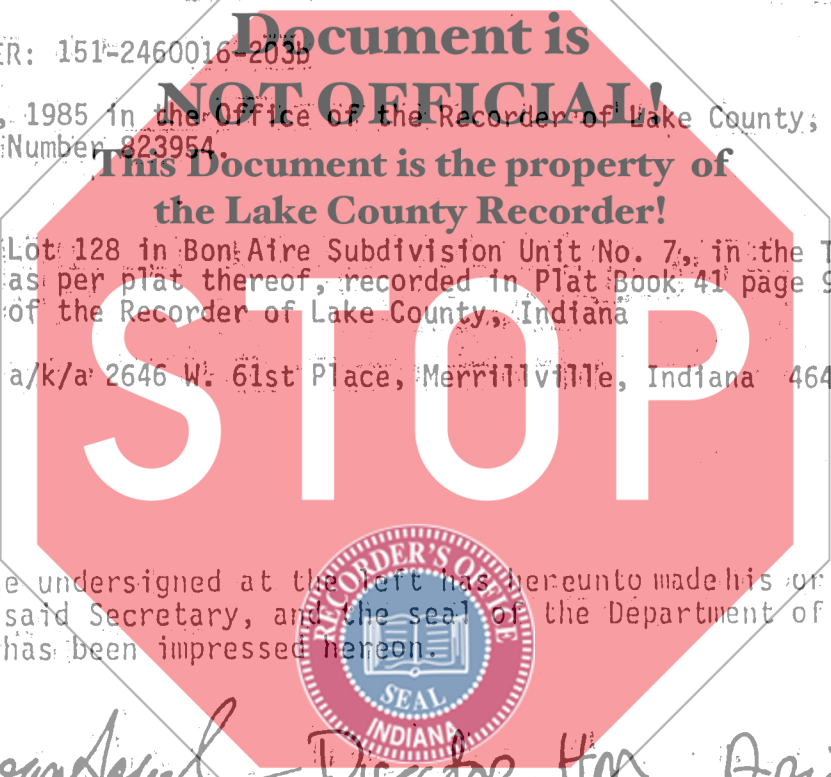 Document is
ER: 151-2460016-203b
NOT OFFICIAL!
, 1985 in the Office of the Recorder of Lake County,
Number 823954.
This Document is the property of
the Lake County Recorder!
Lot 128 in Bon Aire Subdivision Unit No. 7, in the T
as per plat thereof, recorded in Plat Book 41 page 9
of the Recorder of Lake County, Indiana
STOP
a/k/a 2646 W. 61st Place, Merrillville, Indiana 464
RECORDER'S OFFICE
e undersigned at the left has hereunto made his or
said Secretary, and the seal of the Department of
has been impressed hereon.
SEAL
INDIANA
Director